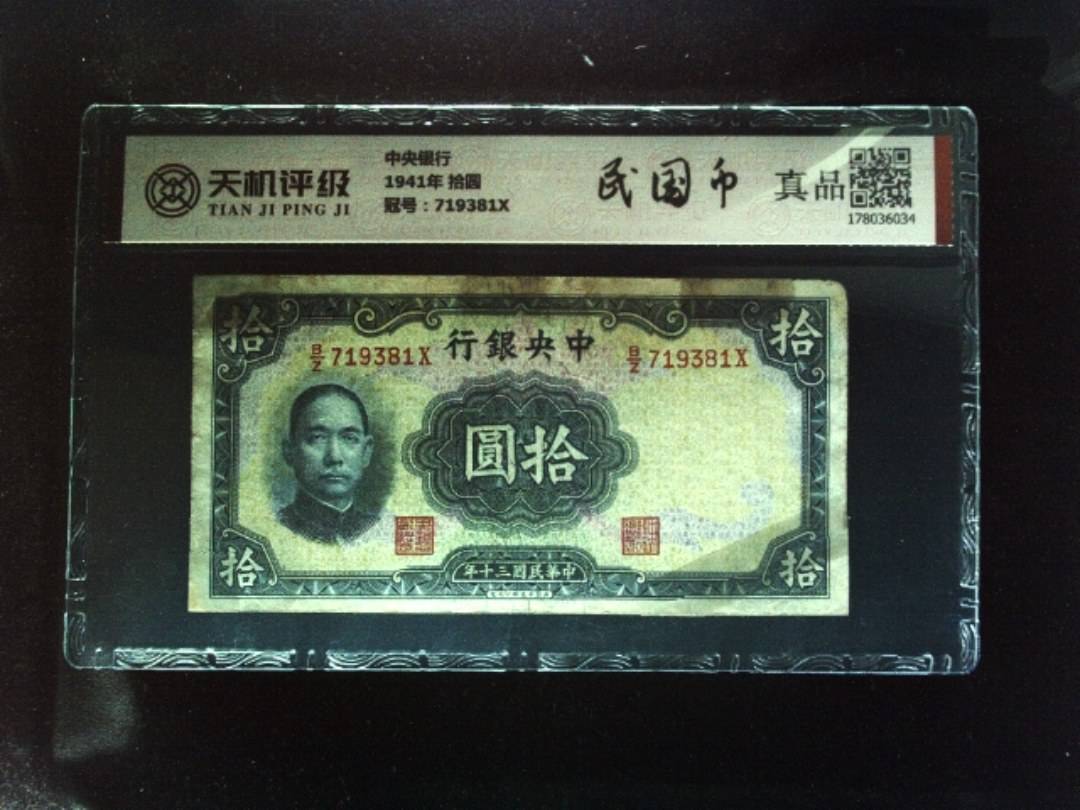 天机评级
TIAN JI PING JI
中央银行
1941年 拾圆
冠号：719381X
民国币
真品
178036034
拾
拾
行銀央中
B/Z 719381X
B/Z 719381X
圓拾
拾
拾
年十三國民華中